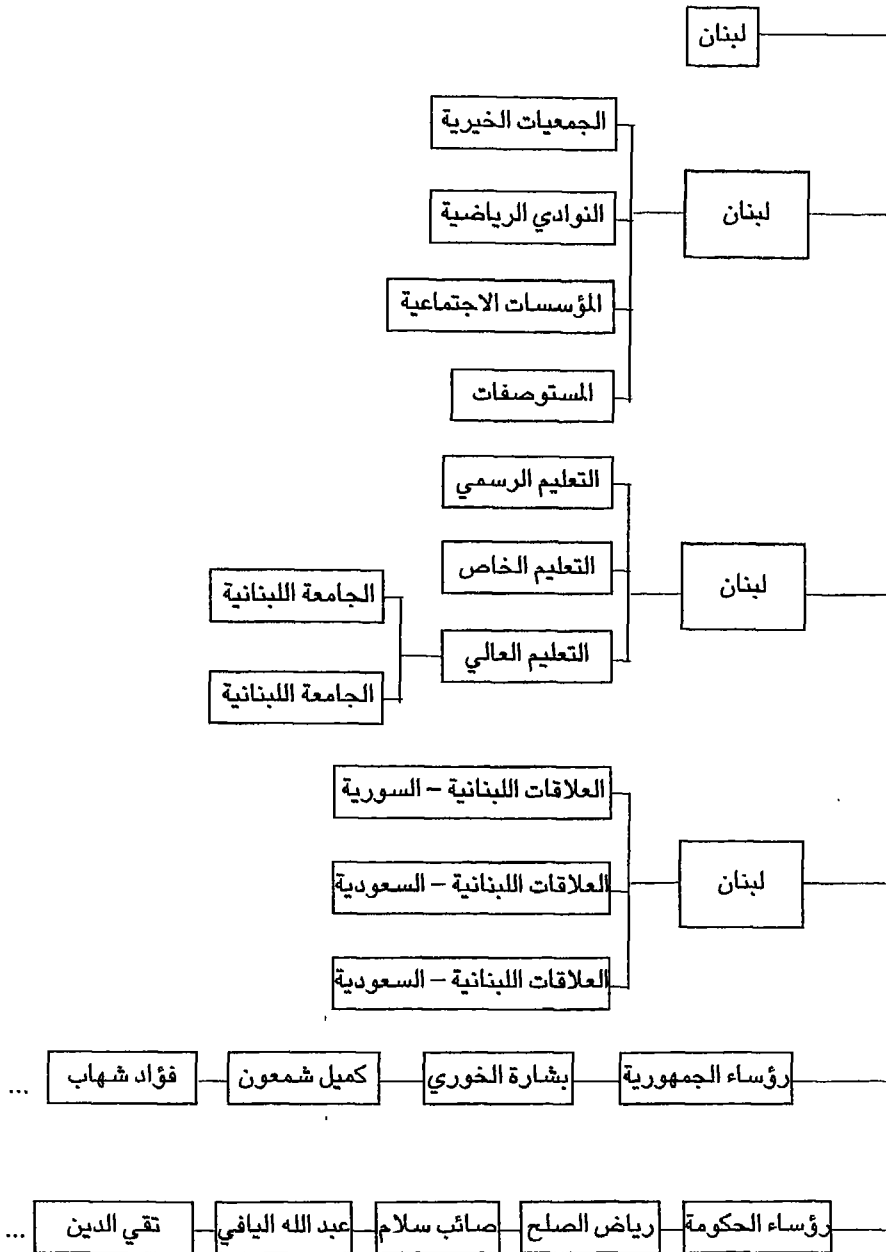 لبنان
الجمعيات الخيرية
لبنان
النوادي الرياضية
المؤسسات الاجتماعية
المستوصفات
التعليم الرسمي
لبنان
التعليم الخاص
الجامعة اللبنانية
التعليم العالي
الجامعة اللبنانية
العلاقات اللبنانية – السورية
لبنان
العلاقات اللبنانية – السعودية
العلاقات اللبنانية – السعودية
رؤساء الجمهورية
بشارة الخوري
كميل شمعون
فؤاد شهاب
...
رؤساء الحكومة
رياض الصلح
صائب سلام
عبد الله اليافي
تقي الدين
...